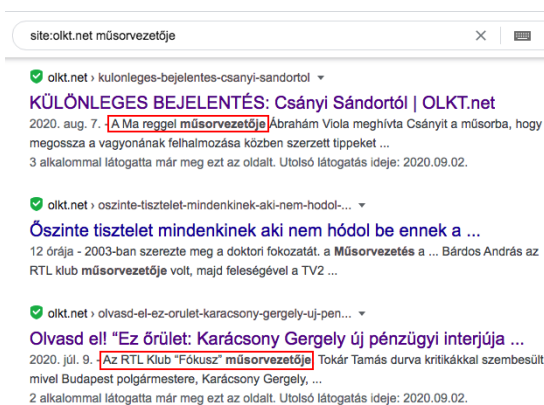 site:olkt.net műsorvezetője
olkt.net › kulonleges-bejelentes-csanyi-sandortol
KÜLÖNLEGES BEJELENTÉS: Csányi Sándortól | OLKT.net
2020. aug. 7. - A Ma reggel műsorvezetője Ábrahám Viola meghívta Csányit a műsorba, hogy
megossza a vagyonának felhalmozása közben szerzett tippeket ...
3 alkalommal látogatta már meg ezt az oldalt. Utolsó látogatás ideje: 2020.09.02.
olkt.net › oszinte-tisztelet-mindenkinek-aki-nem-hodol-...
Őszinte tisztelet mindenkinek aki nem hódol be ennek a ...
12 órája - 2003-ban szerezte meg a doktori fokozatát. a Műsorvezetés a ... Bárdos András az
RTL klub műsorvezetője volt, majd feleségével a TV2 ...
olkt.net › olvasd-el-ez-orulet-karacsony-gergely-uj-pen...
Olvasd el! “Ez őrület: Karácsony Gergely új pénzügyi interjúja ...
2020. júl. 9. - Az RTL Klub “Fókusz” műsorvezetője, Tokár Tamás durva kritikákkal szembesült
mivel Budapest polgármestere, Karácsony Gergely, ...
2 alkalommal látogatta már meg ezt az oldalt. Utolsó látogatás ideje: 2020.09.02.